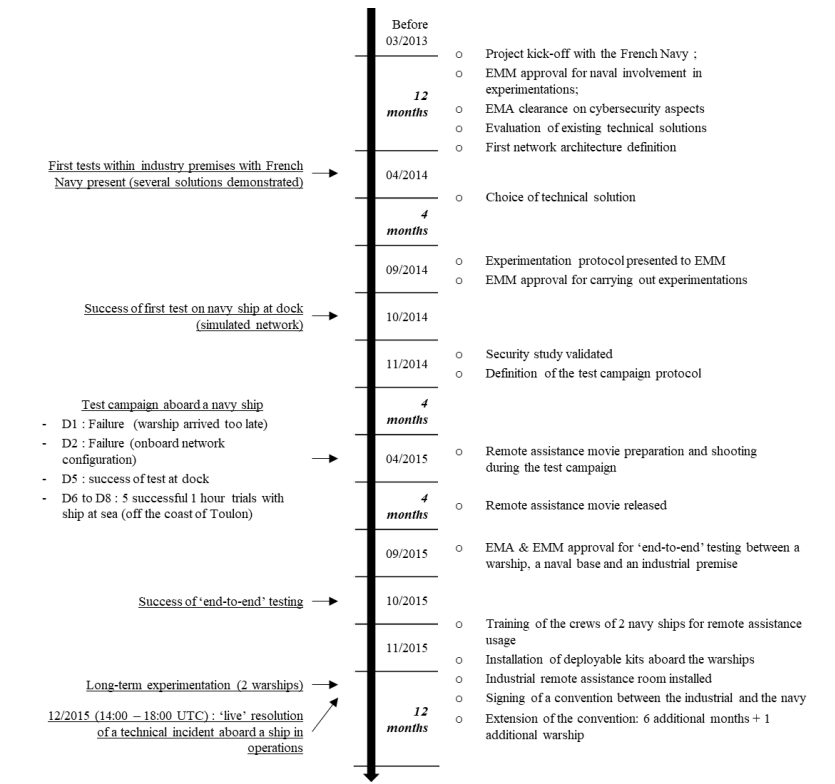 Before
03/2013
o Project kick-off with the French Navy ;
o EMM approval for naval involvement in
experimentations;
12
months
o EMA clearance on cybersecurity aspects
o Evaluation of existing technical solutions
o First network architecture definition
First tests within industry premises with French
Navy present (several solutions demonstrated)
04/2014
o Choice of technical solution
4
months
09/2014
o Experimentation protocol presented to EMM
o EMM approval for carrying out experimentations
Success of first test on navy ship at dock
(simulated network)
10/2014
11/2014
o Security study validated
o Definition of the test campaign protocol
4
months
Test campaign aboard a navy ship
- D1 : Failure (warship arrived too late)
- D2 : Failure (onboard network
configuration)
- D5 : success of test at dock
- D6 to D8 : 5 successful 1 hour trials with
ship at sea (off the coast of Toulon)
04/2015
o Remote assistance movie preparation and shooting
during the test campaign
4
months
o Remote assistance movie released
09/2015
o EMA & EMM approval for ‘end-to-end’ testing between a
warship, a naval base and an industrial premise
Success of ‘end-to-end’ testing
10/2015
11/2015
o Training of the crews of 2 navy ships for remote assistance
usage
o Installation of deployable kits aboard the warships
Long-term experimentation (2 warships)
12/2015 (14:00 – 18:00 UTC) : ‘live’ resolution
of a technical incident aboard a ship in
operations
12
months
o Industrial remote assistance room installed
o Signing of a convention between the industrial and the navy
o Extension of the convention: 6 additional months + 1
additional warship